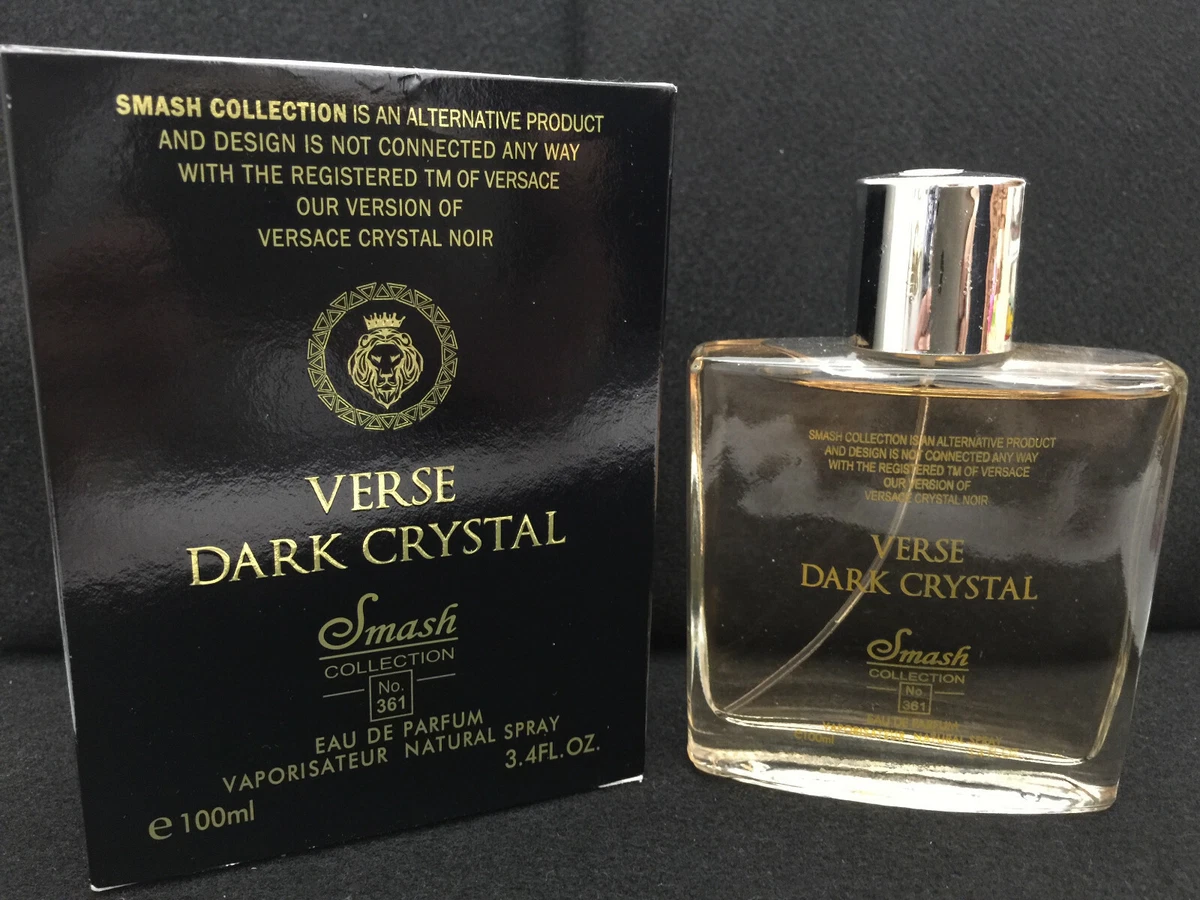 SMASH COLLECTION IS AN ALTERNATIVE PRODUCT
AND DESIGN IS NOT CONNECTED ANY WAY
WITH THE REGISTERED TM OF VERSACE
OUR VERSION OF
VERSACE CRYSTAL NOIR
VERSE
DARK CRYSTAL
Smash
COLLECTION
No.
361
EAU DE PARFUM
VAPORISATEUR NATURAL SPRAY
3.4FL.OZ.
e 100ml
SMASH COLLECTION IS AN ALTERNATIVE PRODUCT
AND DESIGN IS NOT CONNECTED ANY WAY
WITH THE REGISTERED TM OF VERSACE
OUR VERSION OF
VERSACE CRYSTAL NOIR
VERSE
DARK CRYSTAL
Smash
COLLECTION
No.
361
EAU DE PARFUM
VAPORISATEUR NATURAL SPRAY